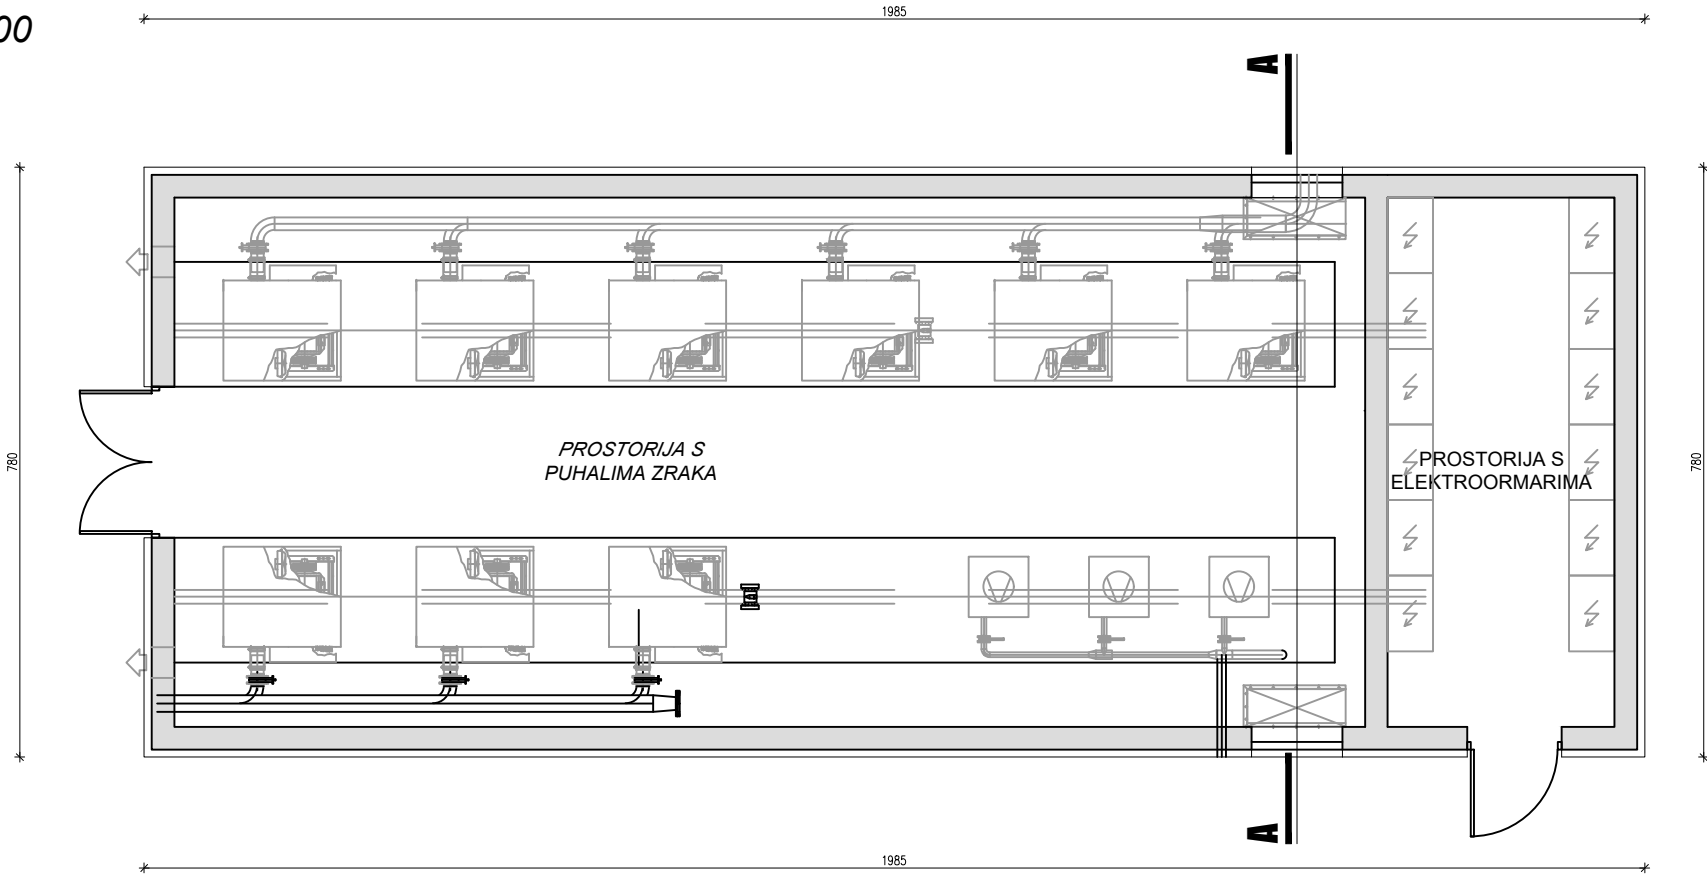 1985
00
A
780
780
PROSTORIJA S
PUHALIMA ZRAKA
PROSTORIJA S
ELEKTROORMARIMA
A
1985